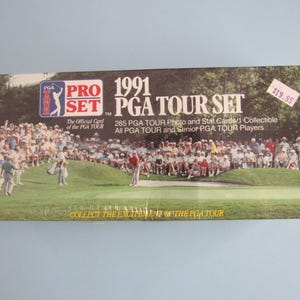 PGA TOUR
PRO
SET
™
The Official Card
of the PGA TOUR
1991
PGA TOUR SET
285 PGA TOUR Photo and Stat Cards/1 Collectible
All PGA TOUR and Senior PGA TOUR Players
$19.95
COLLECT THE EXCITEMENT OF THE PGA TOUR